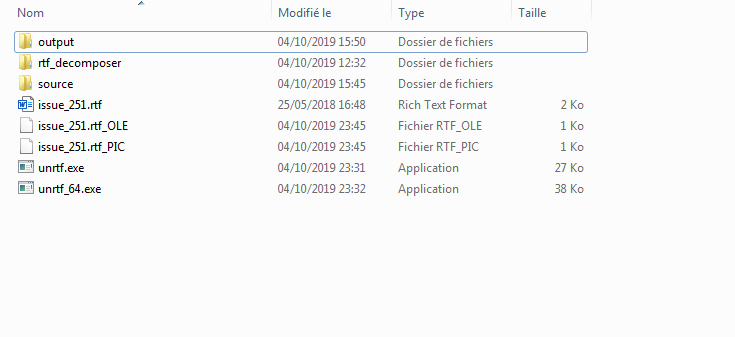 Nom Modifié le Type Taille
output 04/10/2019 15:50 Dossier de fichiers
rtf_decomposer 04/10/2019 12:32 Dossier de fichiers
source 04/10/2019 15:45 Dossier de fichiers
issue_251.rtf 25/05/2018 16:48 Rich Text Format 2 Ko
issue_251.rtf_OLE 04/10/2019 23:45 Fichier RTF_OLE 1 Ko
issue_251.rtf_PIC 04/10/2019 23:45 Fichier RTF_PIC 1 Ko
unrtf.exe 04/10/2019 23:31 Application 27 Ko
unrtf_64.exe 04/10/2019 23:32 Application 38 Ko